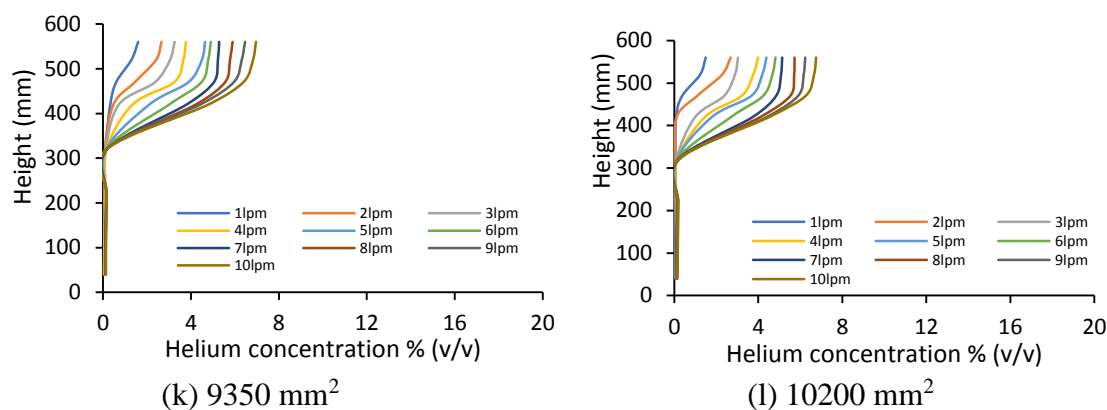 600
500
400
300
200
100
0
Height (mm)
1lpm 2lpm 3lpm
4lpm 5lpm 6lpm
7lpm 8lpm 9lpm
10lpm
0 4 8 12 16 20
Helium concentration % (v/v)
(k) 9350 mm²
600
500
400
300
200
100
0
Height (mm)
1lpm 2lpm 3lpm
4lpm 5lpm 6lpm
7lpm 8lpm 9lpm
10lpm
0 4 8 12 16 20
Helium concentration % (v/v)
(l) 10200 mm²